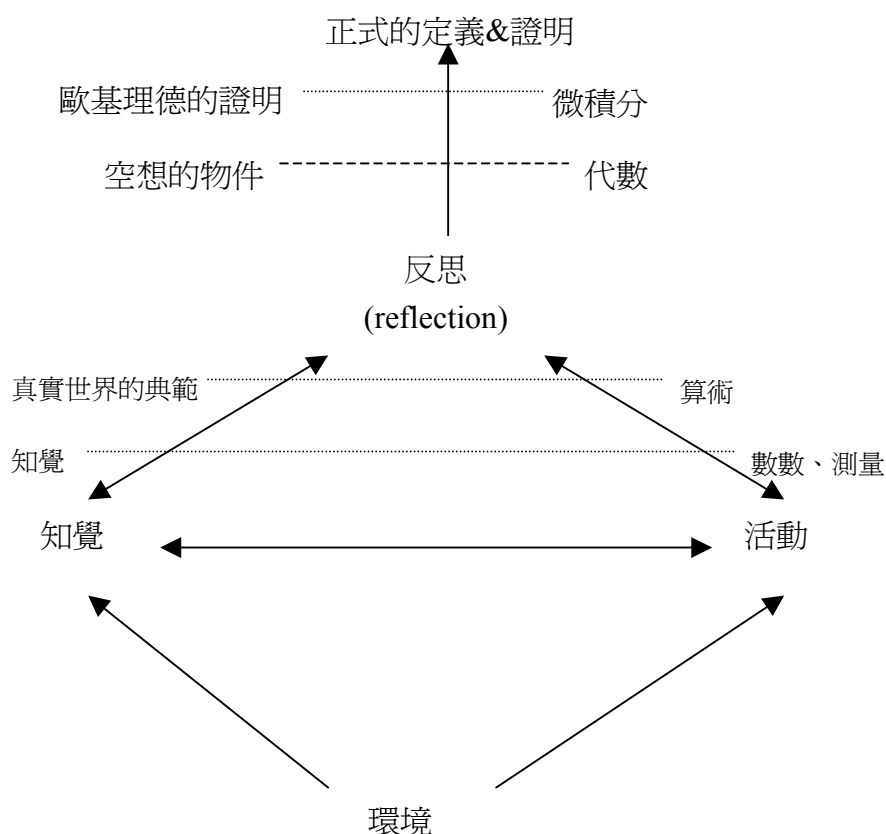 正式的定義&證明
歐基理德的證明 微積分
空想的物件 代數
反思
(reflection)
真實世界的典範 算術
知覺 數數、測量
知覺 活動
環境